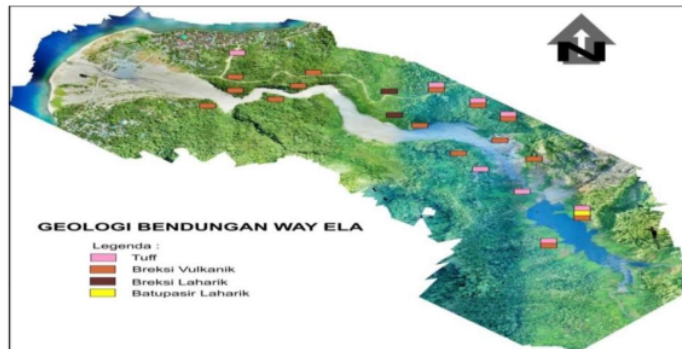 N
GEOLOGI BENDUNGAN WAY ELA
Legenda :
Tuff
Breksi Vulkanik
Breksi Laharik
Batupasir Laharik